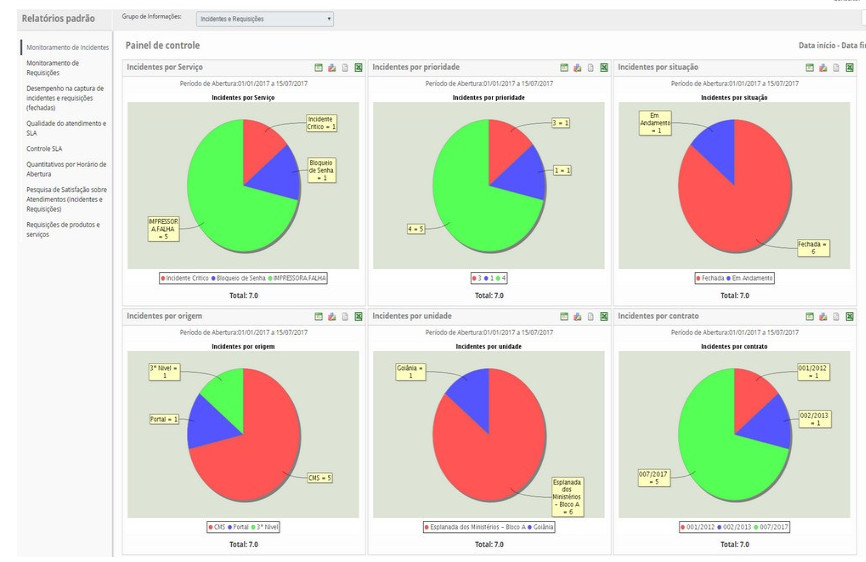 Relatórios padrão
Grupo de Informações:
Incidentes e Requisições
Monitoramento de Incidentes
Monitoramento de
Requisições
Desempenho na captura de
incidentes e requisições
(fechadas)
Qualidade do atendimento e
SLA
Controle SLA
Quantitativos por Horário de
Abertura
Pesquisa de Satisfação sobre
Atendimentos (Incidentes e
Requisições)
Requisições de produtos e
serviços
Painel de controle
Data início - Data fi
Incidentes por Serviço
Período de Abertura:01/01/2017 a 15/07/2017
Incidentes por Serviço
Incidente
Crítico = 1
Bloqueio
de Senha
= 1
IMPRESSOR
A.FALHA
= 5
Incidente Crítico Bloqueio de Senha IMPRESSORA.FALHA
Total: 7.0
Incidentes por prioridade
Período de Abertura:01/01/2017 a 15/07/2017
Incidentes por prioridade
3 = 1
1 = 1
4 = 5
3 1 4
Total: 7.0
Incidentes por situação
Período de Abertura:01/01/2017 a 15/07/2017
Incidentes por situação
Em
Andamento
= 1
Fechada =
6
Fechada Em Andamento
Total: 7.0
Incidentes por origem
Período de Abertura:01/01/2017 a 15/07/2017
Incidentes por origem
3° Nível =
1
Portal = 1
CMS = 5
CMS Portal 3° Nível
Total: 7.0
Incidentes por unidade
Período de Abertura:01/01/2017 a 15/07/2017
Incidentes por unidade
Goiânia =
1
Esplanada
dos
Ministérios
– Bloco A
= 6
Esplanada dos Ministérios – Bloco A Goiânia
Total: 7.0
Incidentes por contrato
Período de Abertura:01/01/2017 a 15/07/2017
Incidentes por contrato
001/2012
= 1
002/2013
= 1
007/2017
= 5
001/2012 002/2013 007/2017
Total: 7.0